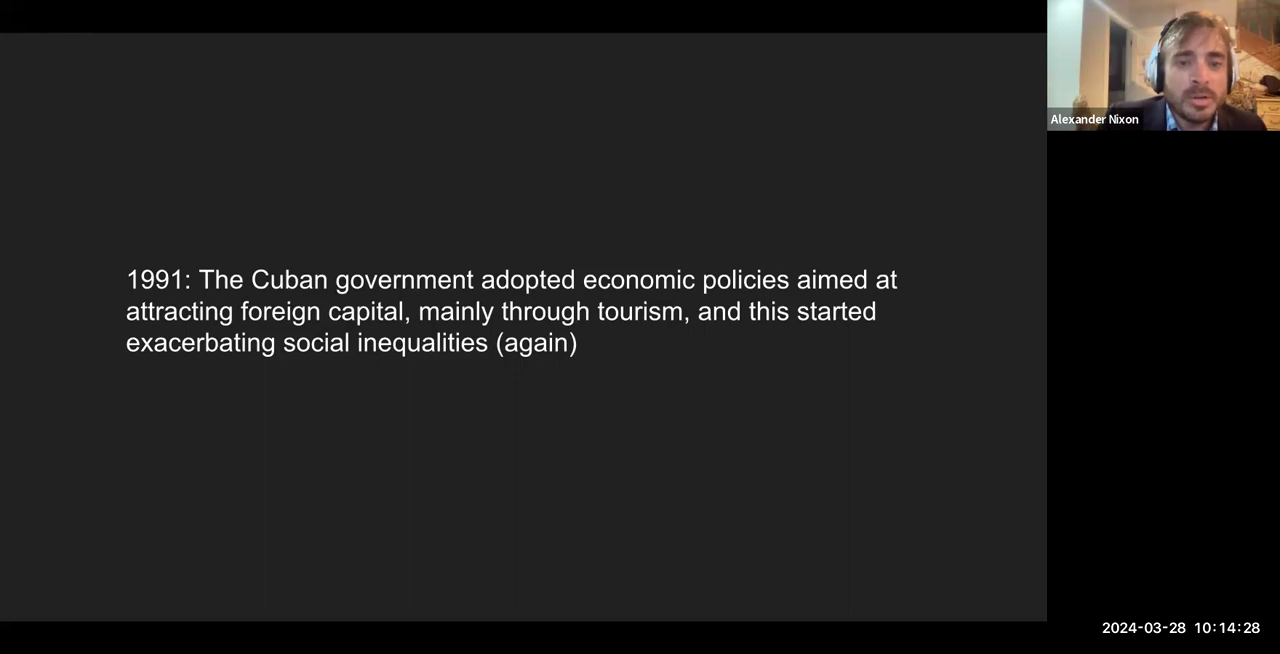 Alexander Nixon
1991: The Cuban government adopted economic policies aimed at
attracting foreign capital, mainly through tourism, and this started
exacerbating social inequalities (again)
2024-03-28 10:14:28